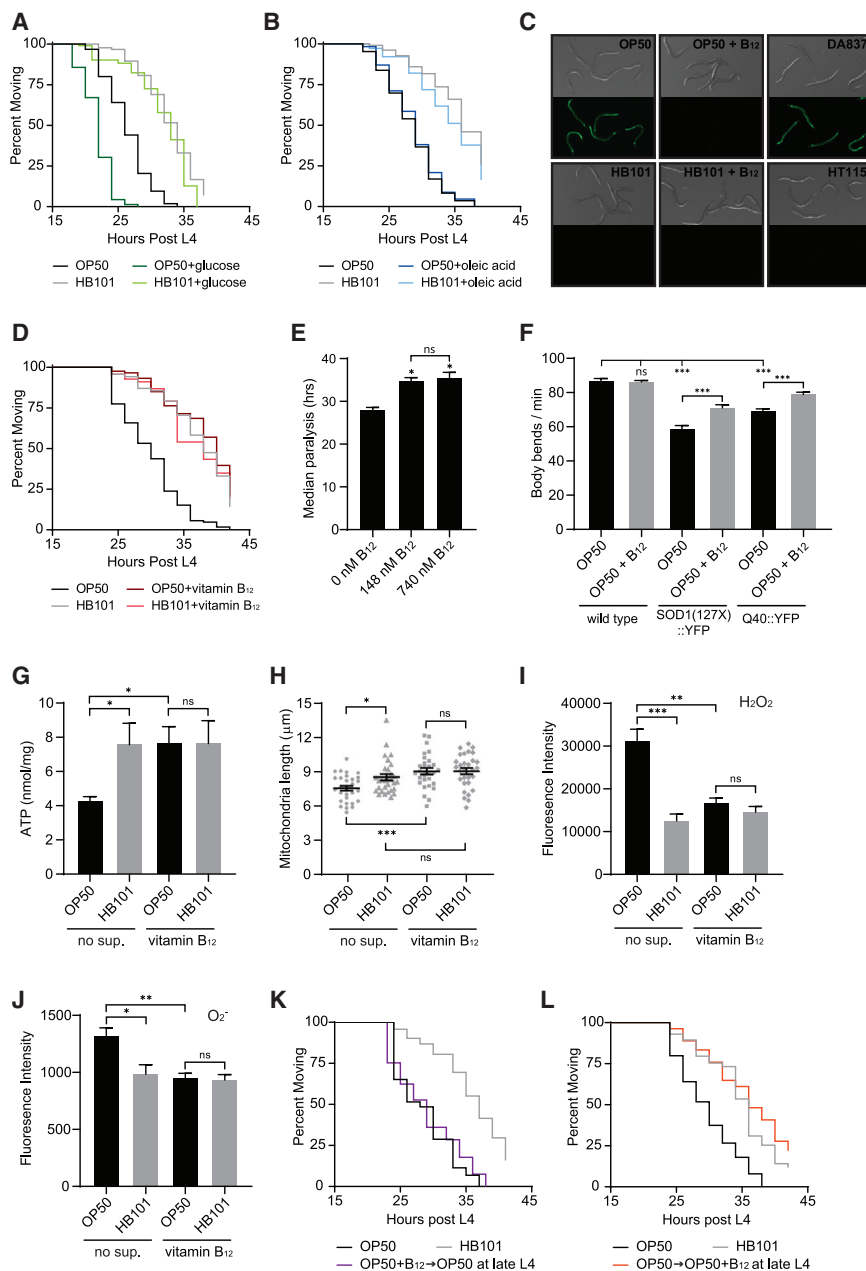 A
100
75
50
25
0
Percent Moving
15 25 35 45
Hours Post L4
OP50 OP50+glucose
HB101 HB101+glucose
B
100
75
50
25
0
Percent Moving
15 25 35 45
Hours Post L4
OP50 OP50+oleic acid
HB101 HB101+oleic acid
C
OP50 OP50 + B₁₂ DA837
HB101 HB101 + B₁₂ HT115
D
100
75
50
25
0
Percent Moving
15 25 35 45
Hours Post L4
OP50 OP50+vitamin B₁₂
HB101 HB101+vitamin B₁₂
E
ns
* *
40
30
20
10
0
Median paralysis (hrs)
0 nM B₁₂ 148 nM B₁₂ 740 nM B₁₂
F
ns *** ***
*** ***
100
80
60
40
20
0
Body bends / min
OP50 OP50 + B₁₂ OP50 OP50 + B₁₂ OP50 OP50 + B₁₂
wild type SOD1(127X) Q40::YFP
::YFP
G
*
* ns
10
8
6
4
2
0
ATP (nmol/mg)
OP50 HB101 OP50 HB101
no sup. vitamin B₁₂
H
* ns
***
ns
15
12
9
6
3
0
Mitochondria length (μm)
OP50 HB101 OP50 HB101
no sup. vitamin B₁₂
I
H₂O₂
**
***
ns
40000
30000
20000
10000
0
Fluoresence Intensity
OP50 HB101 OP50 HB101
no sup. vitamin B₁₂
J
O₂⁻
**
*
ns
1500
1000
500
0
Fluoresence Intensity
OP50 HB101 OP50 HB101
no sup. vitamin B₁₂
K
100
75
50
25
0
Percent Moving
15 25 35 45
Hours post L4
OP50 HB101
OP50+B₁₂→OP50 at late L4
L
100
75
50
25
0
Percent Moving
15 25 35 45
Hours post L4
OP50 HB101
OP50→OP50+B₁₂ at late L4